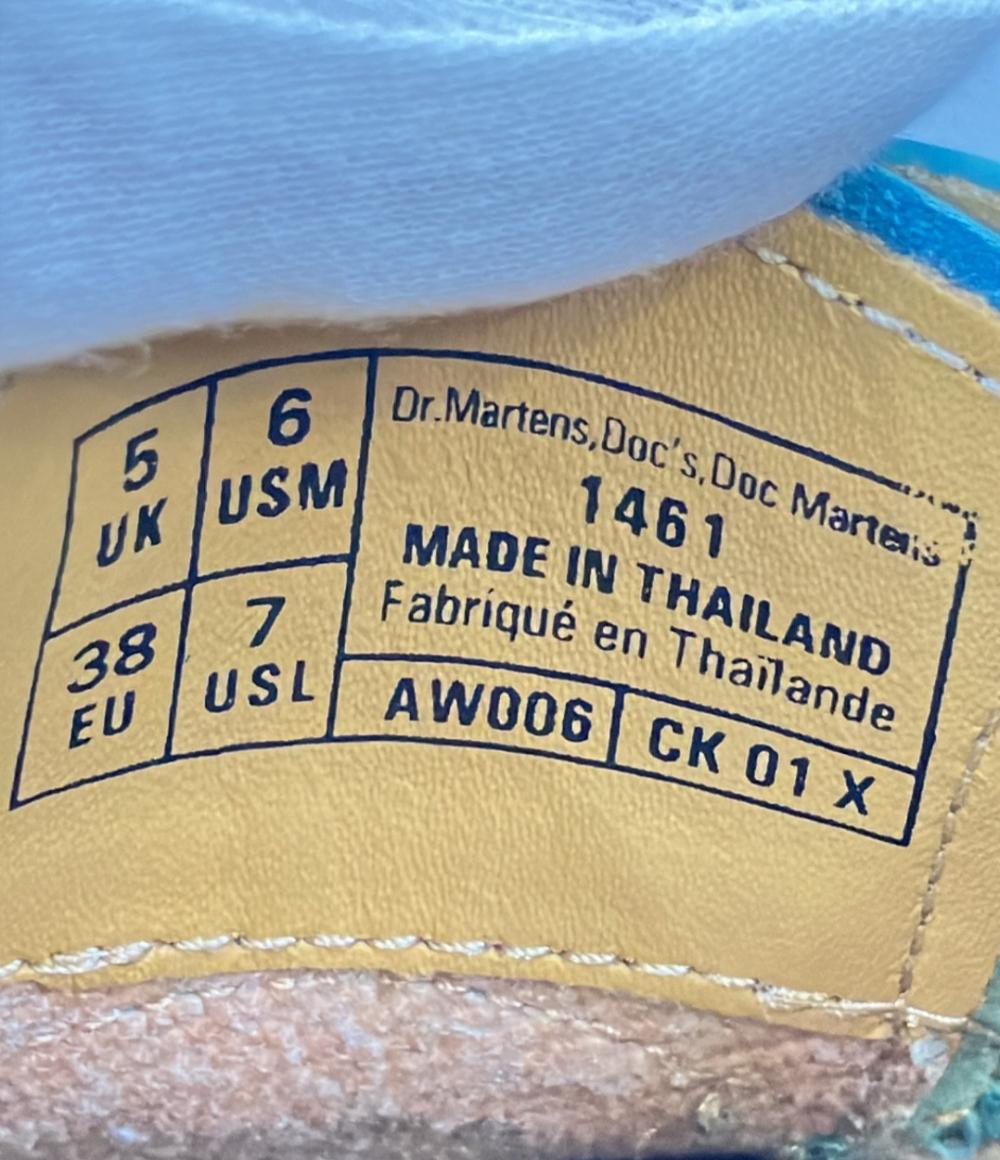 5
UK
6
USM
38
EU
7
USL
Dr.Martens,Doc's,Doc Martens
1461
MADE IN THAILAND
Fabriqué en Thaïlande
AW006
CK 01 X